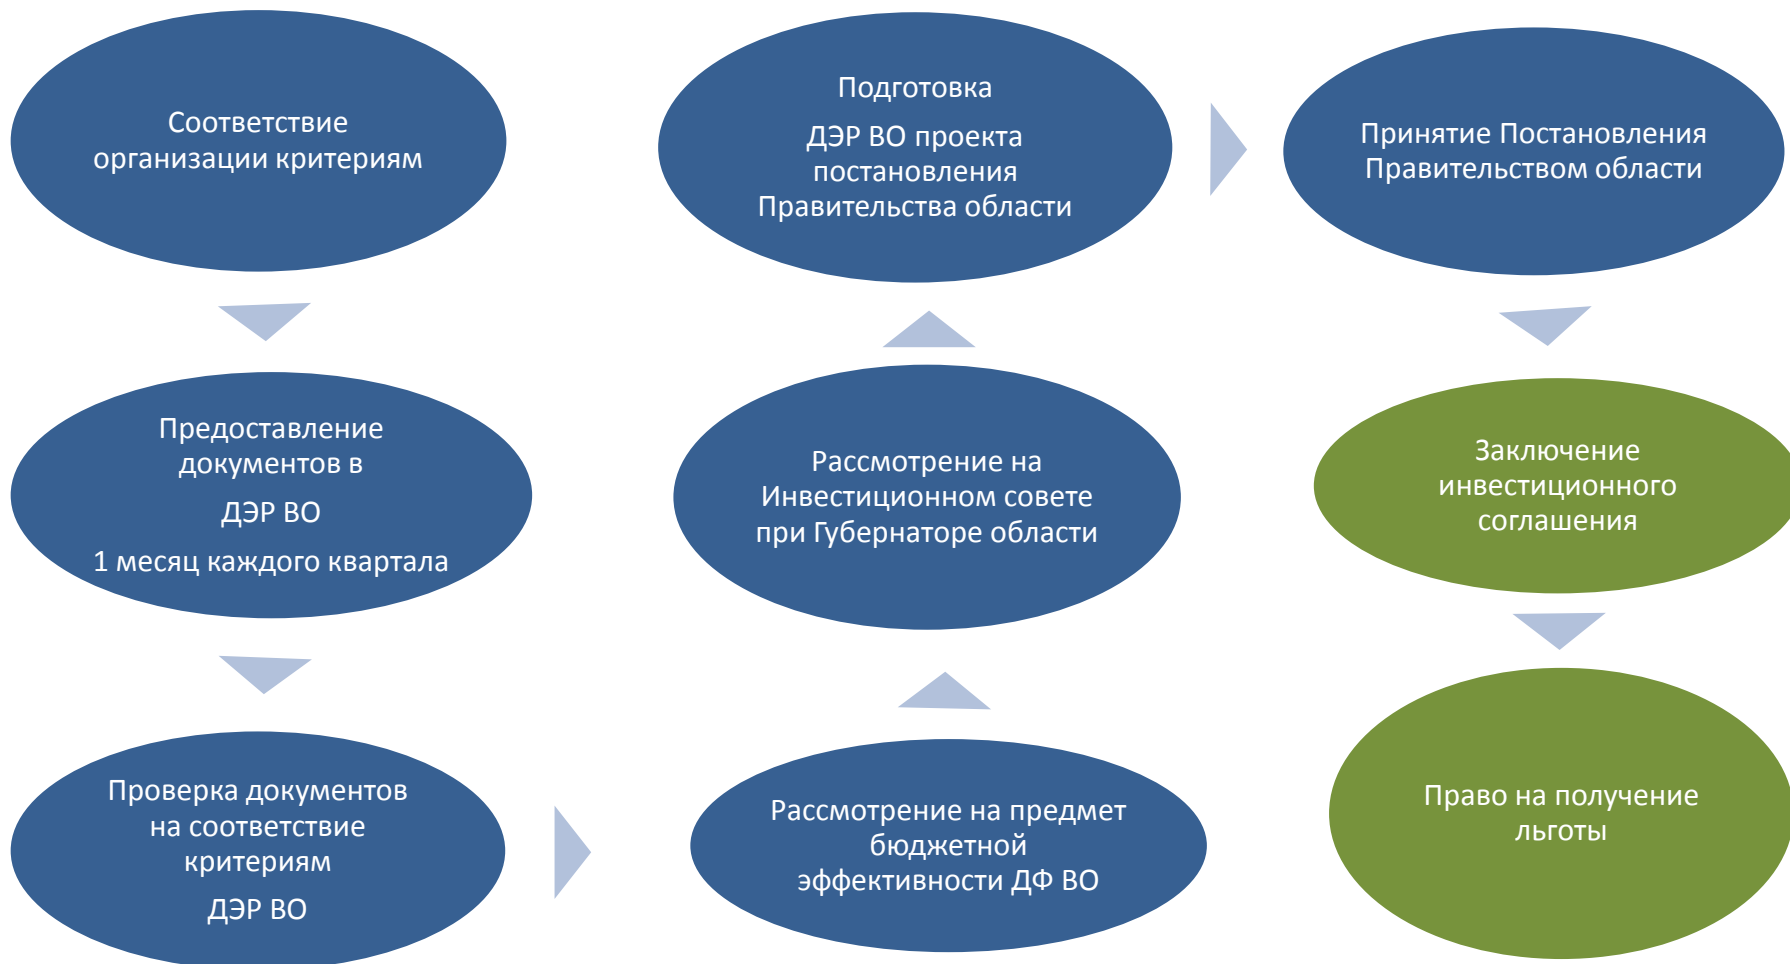 Соответствие
организации критериям
Предоставление
документов в
ДЭР ВО
1 месяц каждого квартала
Проверка документов
на соответствие
критериям
ДЭР ВО
Рассмотрение на предмет
бюджетной
эффективности ДФ ВО
Рассмотрение на
Инвестиционном совете
при Губернаторе области
Подготовка
ДЭР ВО проекта
постановления
Правительства области
Принятие Постановления
Правительством области
Заключение
инвестиционного
соглашения
Право на получение
льготы